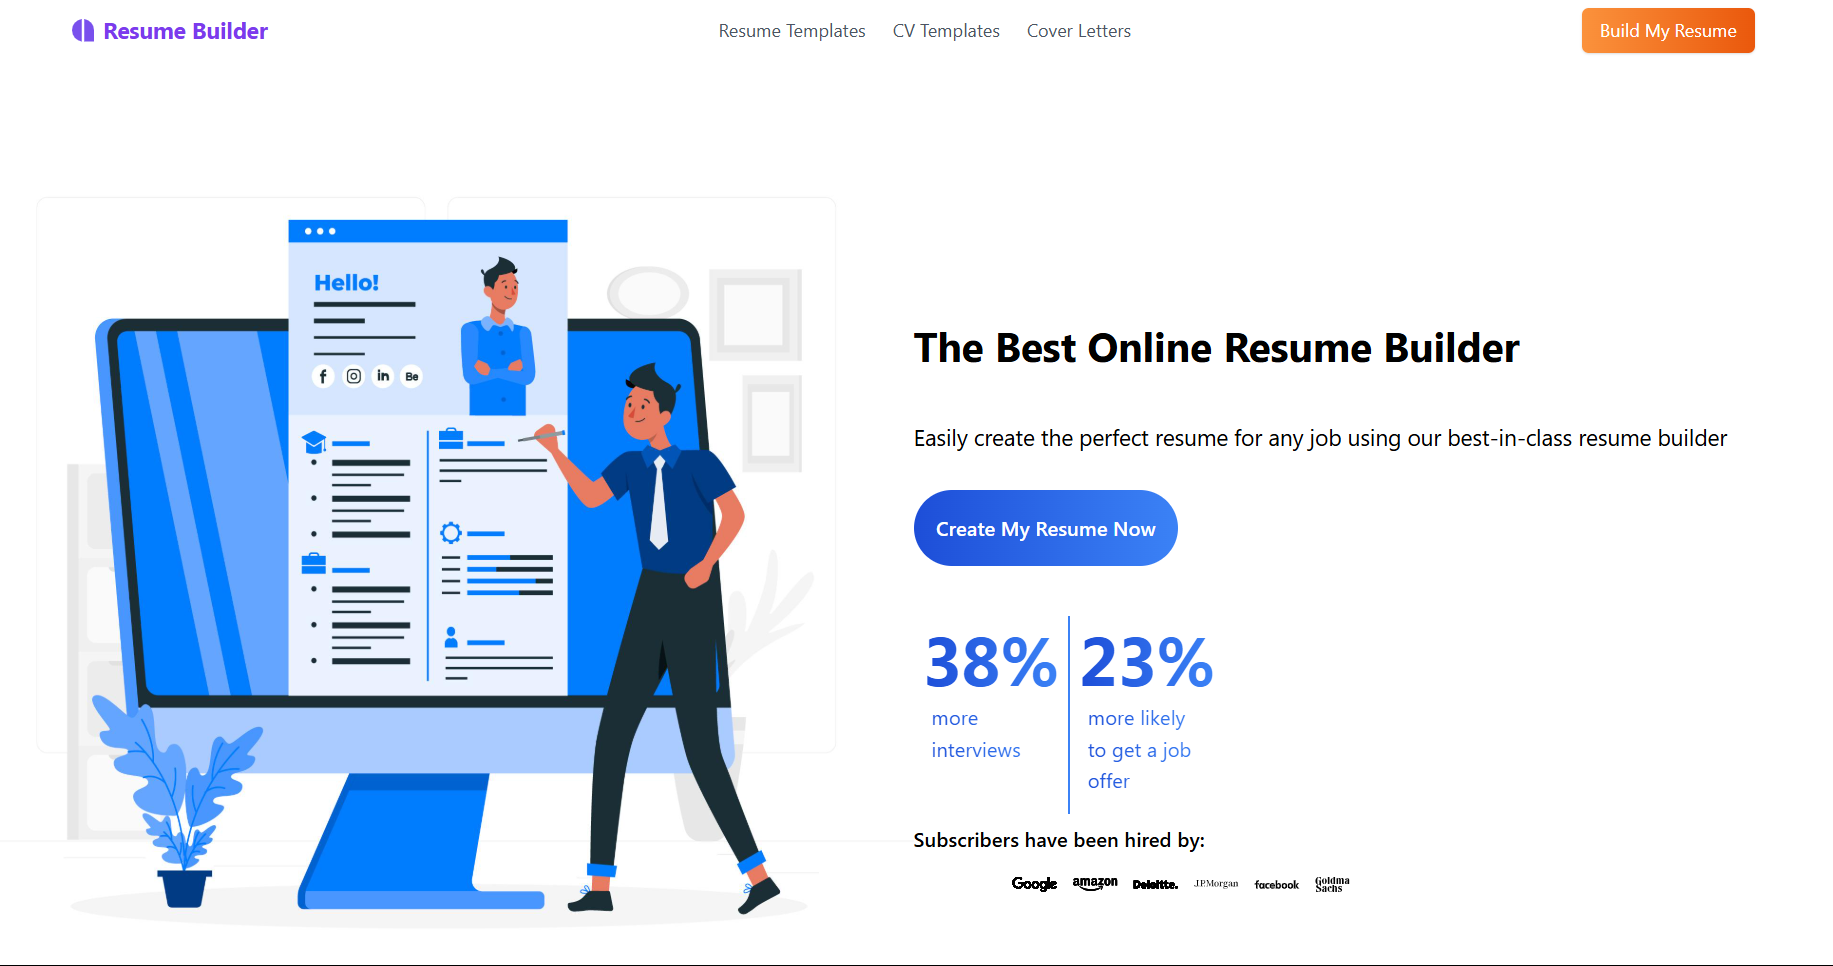 Resume Builder
Resume Templates
CV Templates
Cover Letters
Build My Resume
Hello!
f
in
Be
The Best Online Resume Builder
Easily create the perfect resume for any job using our best-in-class resume builder
Create My Resume Now
38%
more
interviews
23%
more likely
to get a job
offer
Subscribers have been hired by:
Google
amazon
Deloitte.
J.P.Morgan
facebook
Goldma
Sachs